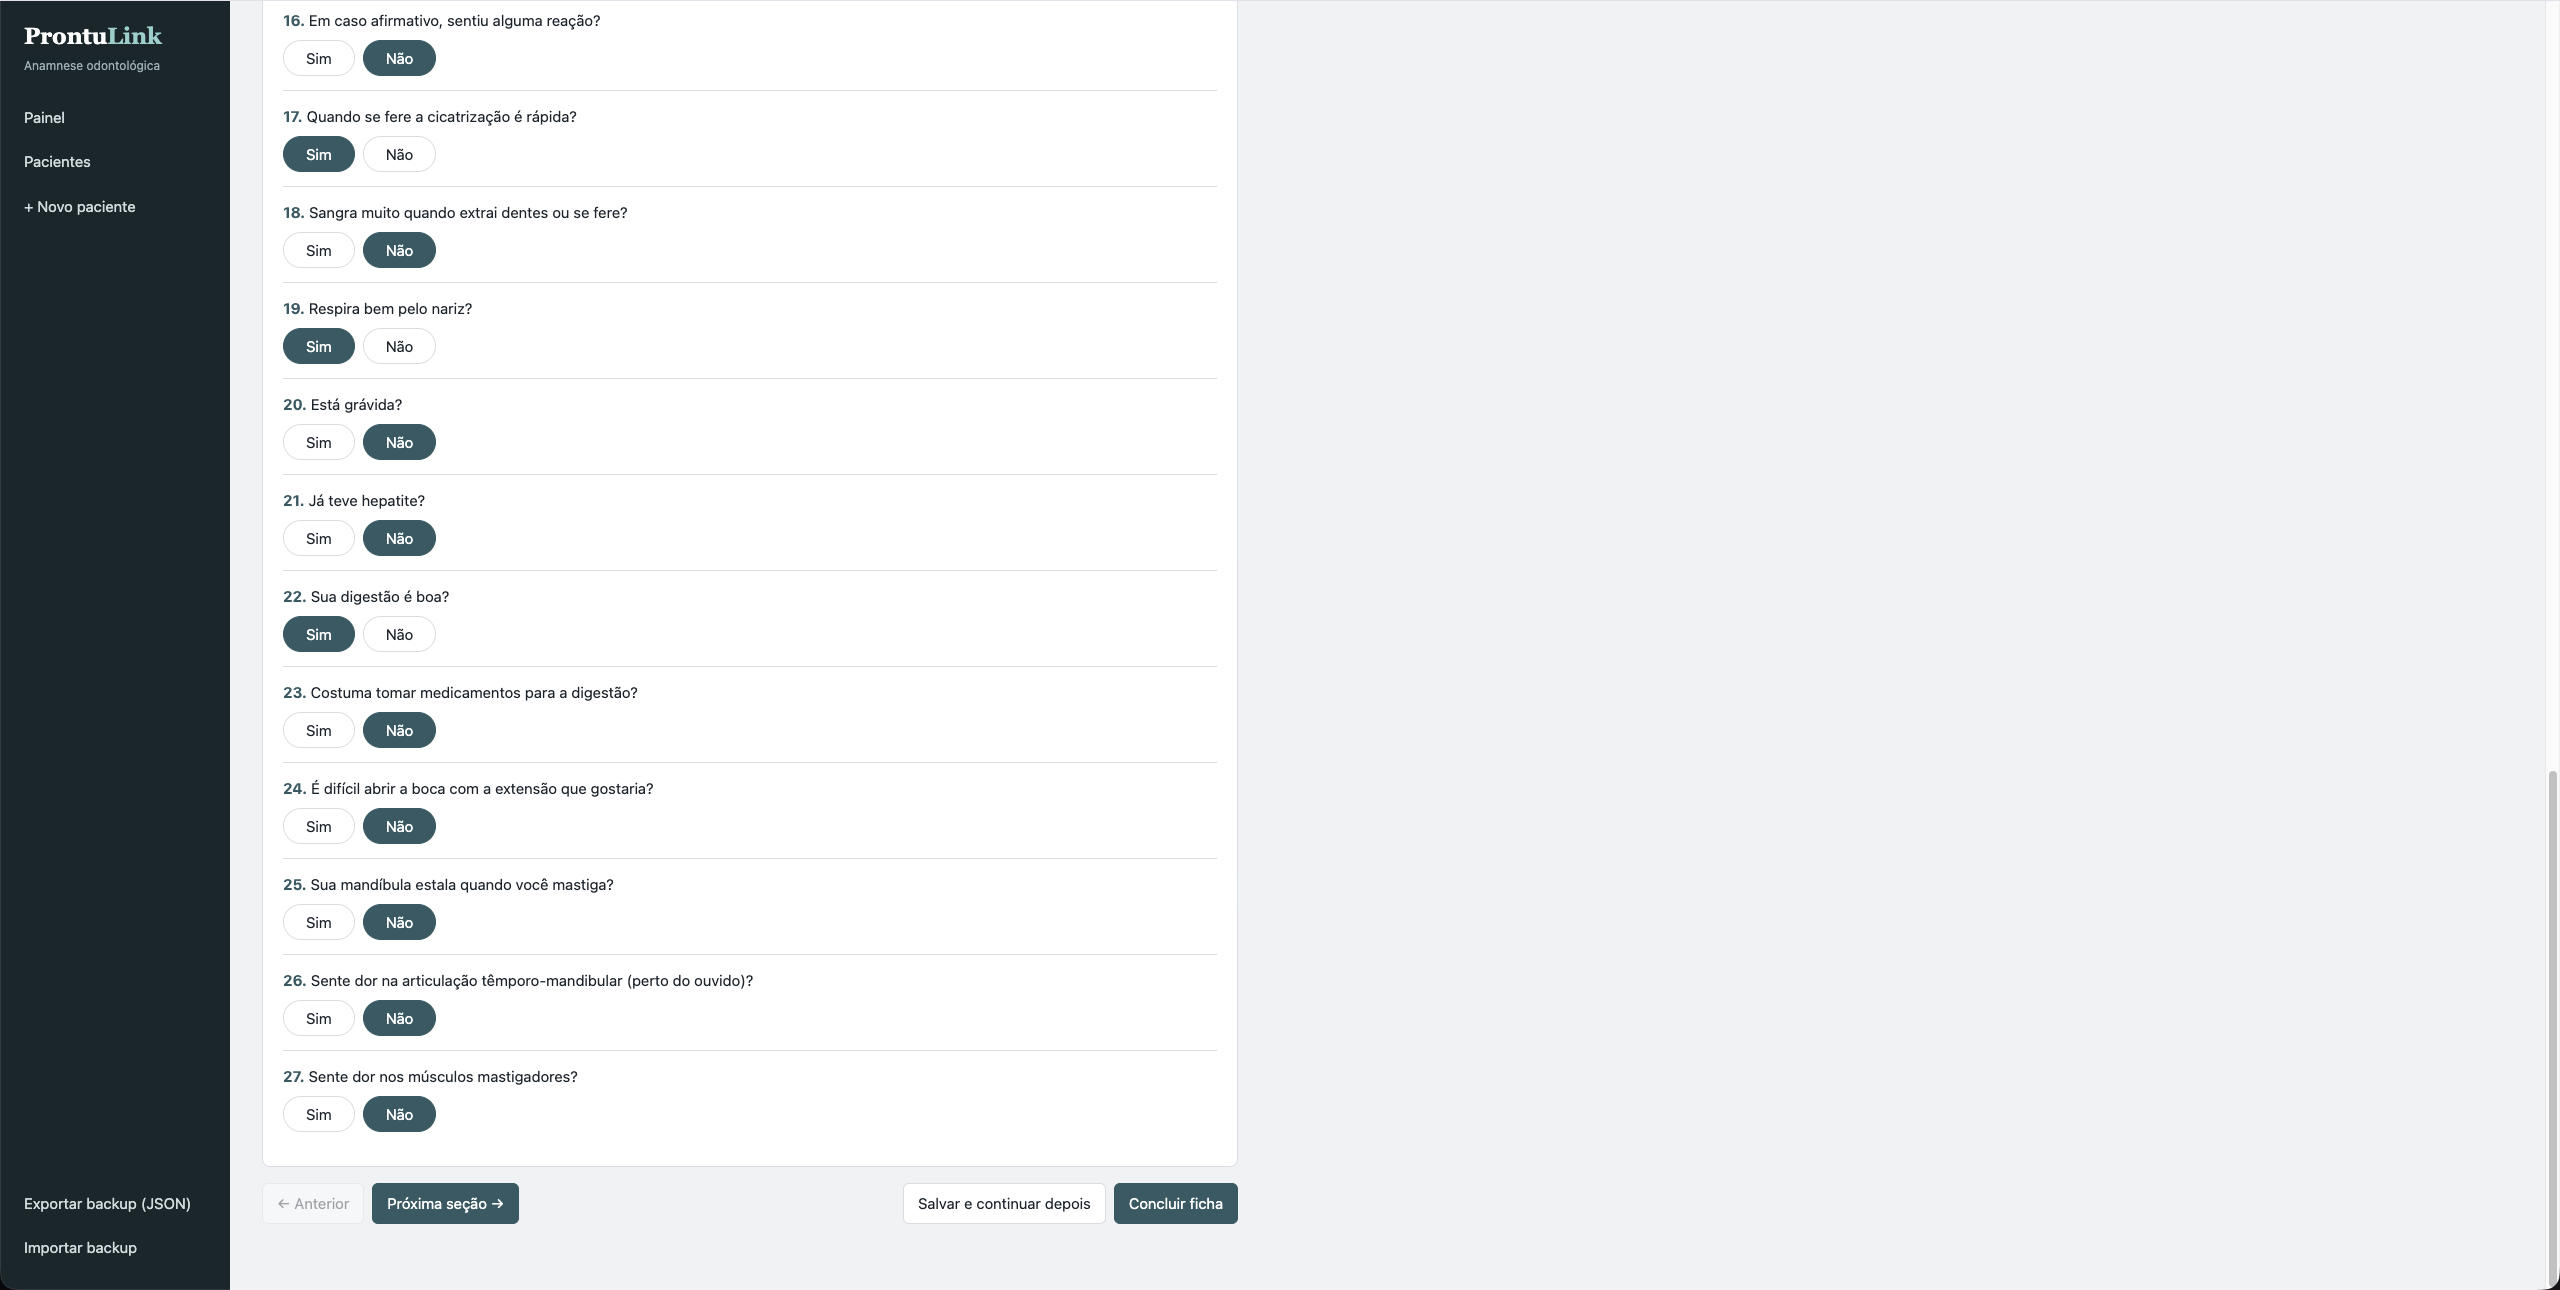 ProntuLink
Anamnese odontológica
Painel
Pacientes
+ Novo paciente
Exportar backup (JSON)
Importar backup
16. Em caso afirmativo, sentiu alguma reação?
Sim Não
17. Quando se fere a cicatrização é rápida?
Sim Não
18. Sangra muito quando extrai dentes ou se fere?
Sim Não
19. Respira bem pelo nariz?
Sim Não
20. Está grávida?
Sim Não
21. Já teve hepatite?
Sim Não
22. Sua digestão é boa?
Sim Não
23. Costuma tomar medicamentos para a digestão?
Sim Não
24. É difícil abrir a boca com a extensão que gostaria?
Sim Não
25. Sua mandíbula estala quando você mastiga?
Sim Não
26. Sente dor na articulação têmporo-mandibular (perto do ouvido)?
Sim Não
27. Sente dor nos músculos mastigadores?
Sim Não
← Anterior Próxima seção → Salvar e continuar depois Concluir ficha